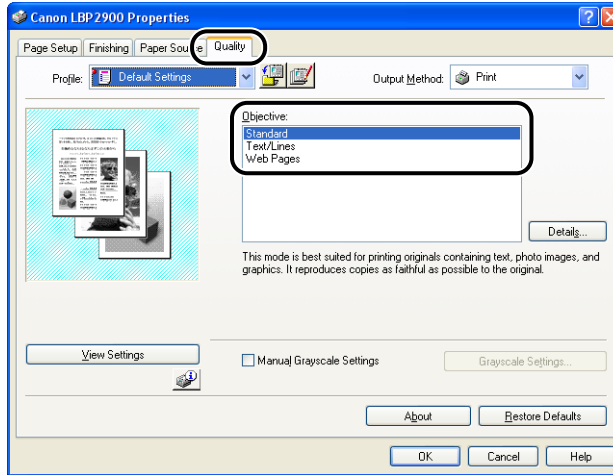 Canon LBP2900 Properties
Page Setup
Finishing
Paper Source
Quality
Profile:
Default Settings
Output Method:
Print
Objective:
Standard
Text/Lines
Web Pages
Details...
This mode is best suited for printing originals containing text, photo images, and
graphics. It reproduces copies as faithful as possible to the original.
View Settings
Manual Grayscale Settings
Grayscale Settings...
About
Restore Defaults
OK
Cancel
Help